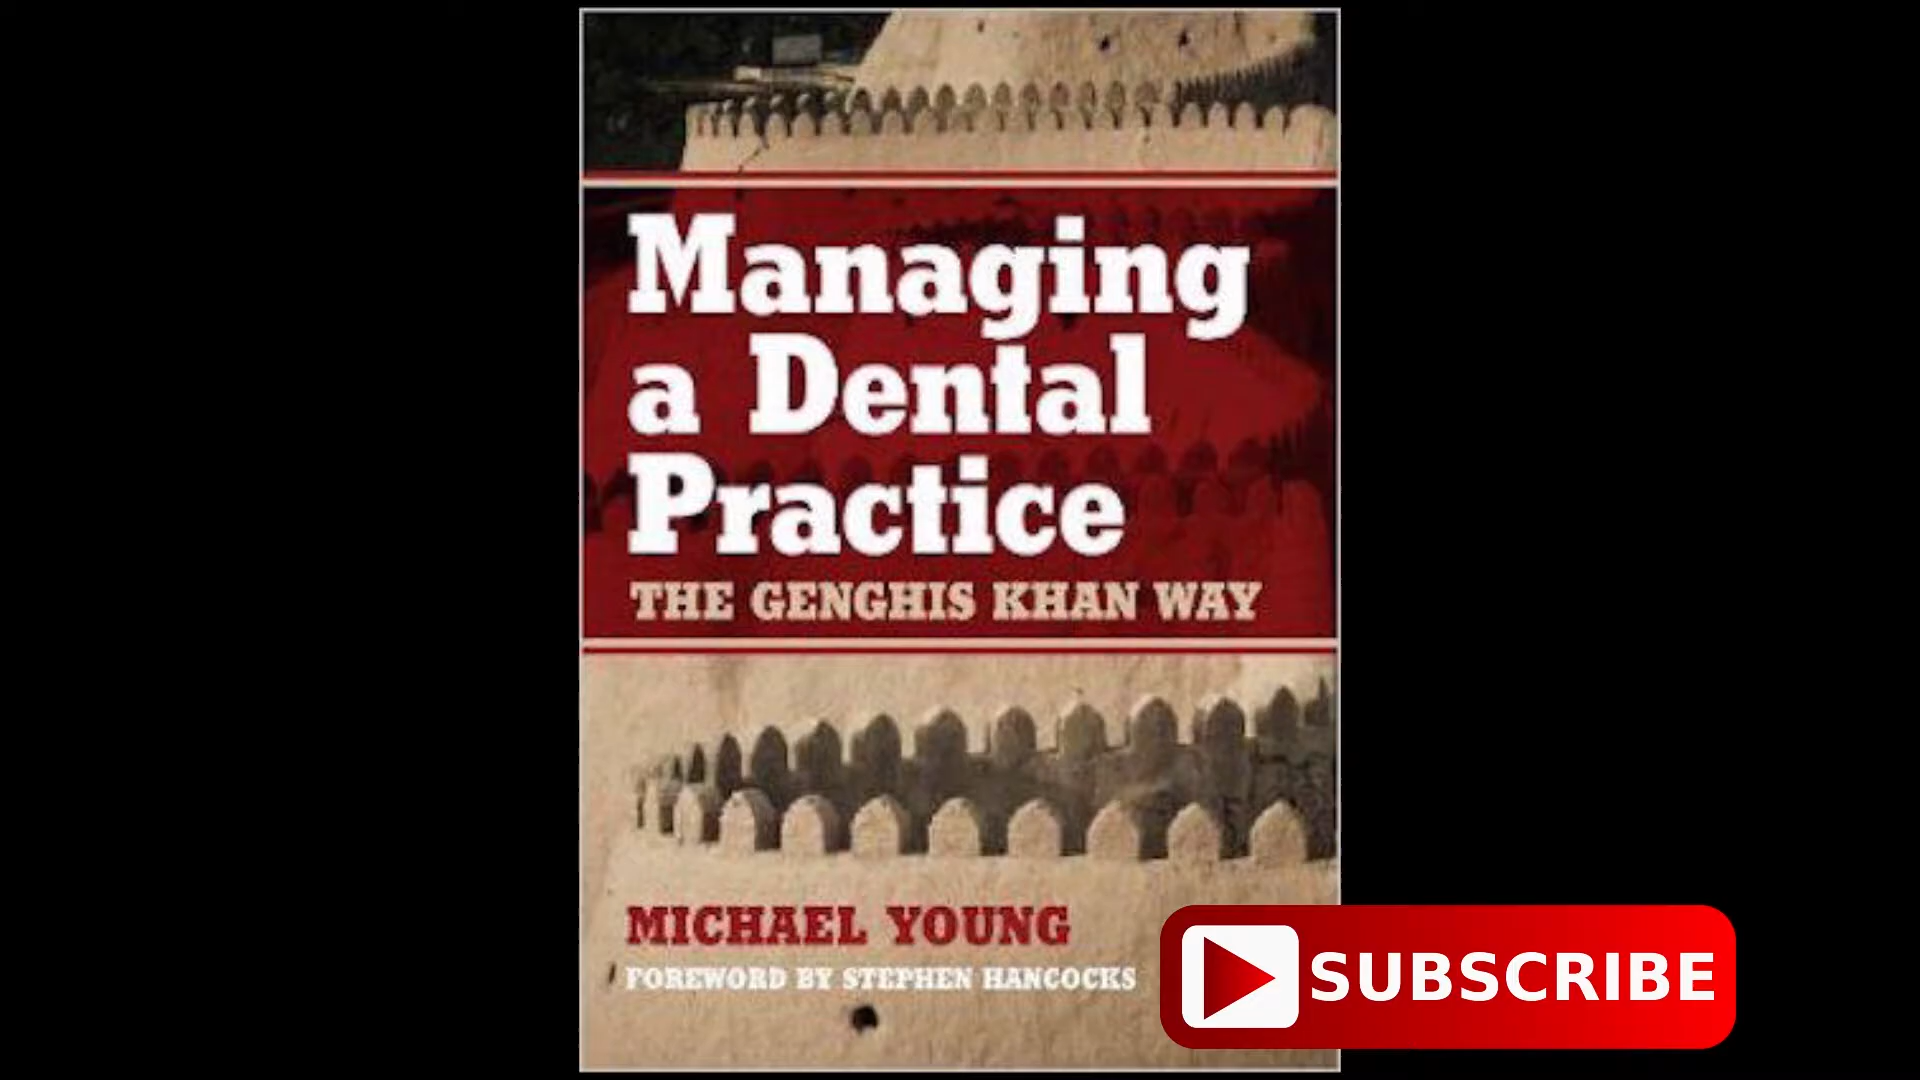 Managing
a Dental
Practice
THE GENGHIS KHAN WAY
MICHAEL YOUNG
FOREWORD BY STEPHEN HANCOCKS
SUBSCRIBE